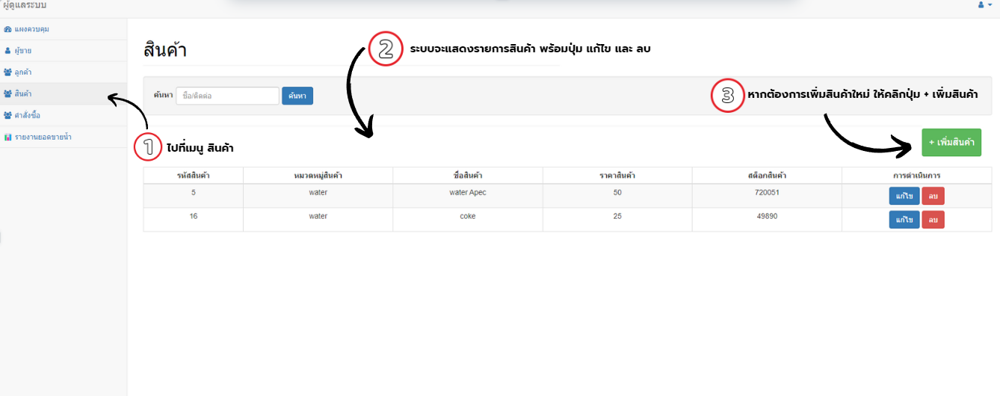 ผู้ดูแลระบบ
แผงควบคุม
ผู้ขาย
ลูกค้า
สินค้า
คำสั่งซื้อ
รายงานยอดขายน้ำ
สินค้า
2 ระบบจะแสดงรายการสินค้า พร้อมปุ่ม แก้ไข และ ลบ
ค้นหา ชื่อ/ติดต่อ ค้นหา
3 หากต้องการเพิ่มสินค้าใหม่ ให้คลิกปุ่ม + เพิ่มสินค้า
1 ไปที่เมนู สินค้า
+ เพิ่มสินค้า
รหัสสินค้า หมวดหมู่สินค้า ชื่อสินค้า ราคาสินค้า สต็อกสินค้า การดำเนินการ
5 water water Apec 50 720051 แก้ไข ลบ
16 water coke 25 49890 แก้ไข ลบ